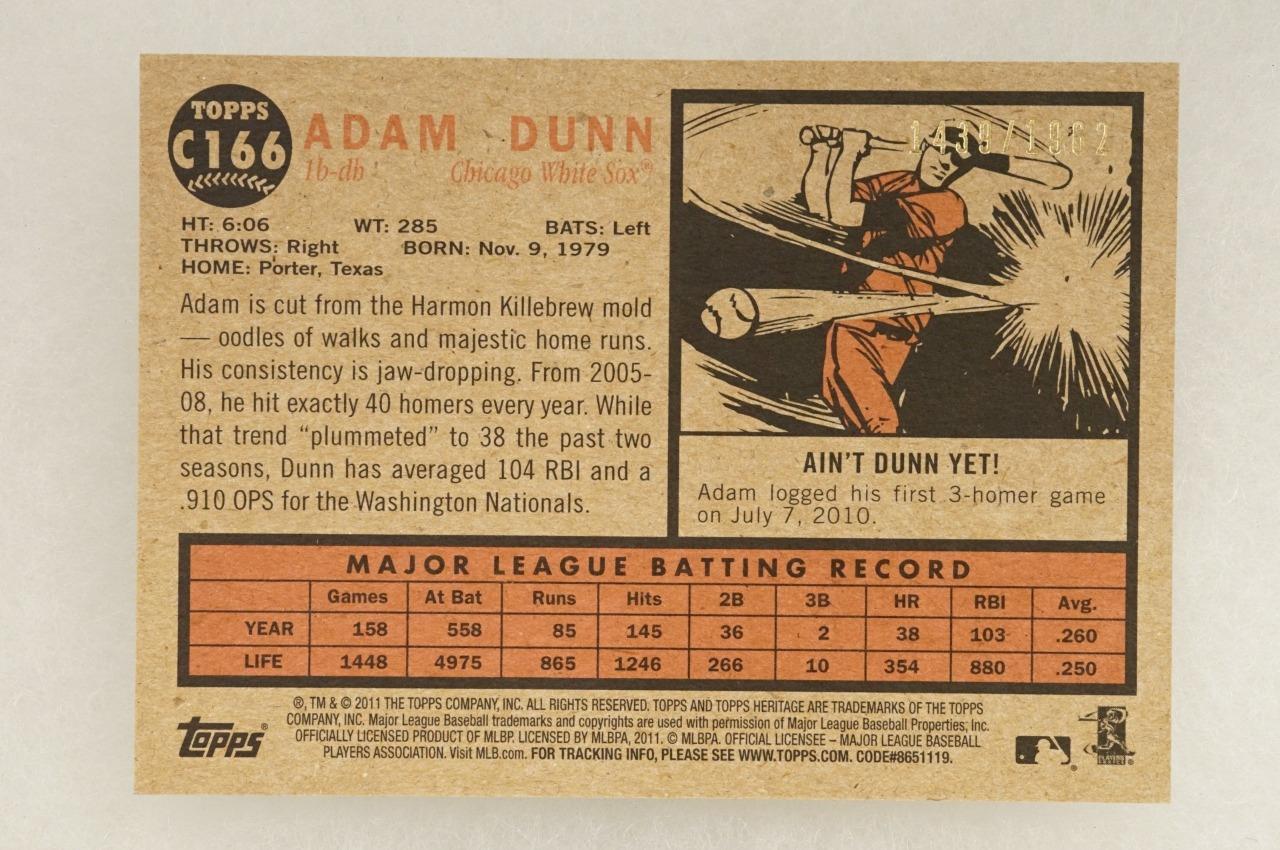 TOPPS
C166
ADAM DUNN
1b-db Chicago White Sox®
HT: 6:06 WT: 285 BATS: Left
THROWS: Right BORN: Nov. 9, 1979
HOME: Porter, Texas
Adam is cut from the Harmon Killebrew mold
— oodles of walks and majestic home runs.
His consistency is jaw-dropping. From 2005-
08, he hit exactly 40 homers every year. While
that trend “plummeted” to 38 the past two
seasons, Dunn has averaged 104 RBI and a
.910 OPS for the Washington Nationals.
1439/1962
AIN'T DUNN YET!
Adam logged his first 3-homer game
on July 7, 2010.
MAJOR LEAGUE BATTING RECORD
Games At Bat Runs Hits 2B 3B HR RBI Avg.
YEAR 158 558 85 145 36 2 38 103 .260
LIFE 1448 4975 865 1246 266 10 354 880 .250
®, TM & © 2011 THE TOPPS COMPANY, INC. ALL RIGHTS RESERVED. TOPPS AND TOPPS HERITAGE ARE TRADEMARKS OF THE TOPPS
COMPANY, INC. Major League Baseball trademarks and copyrights are used with permission of Major League Baseball Properties, Inc.
OFFICIALLY LICENSED PRODUCT OF MLBP. LICENSED BY MLBPA, 2011. © MLBPA. OFFICIAL LICENSEE – MAJOR LEAGUE BASEBALL
PLAYERS ASSOCIATION. Visit MLB.com. FOR TRACKING INFO, PLEASE SEE WWW.TOPPS.COM. CODE#8651119.
Topps®